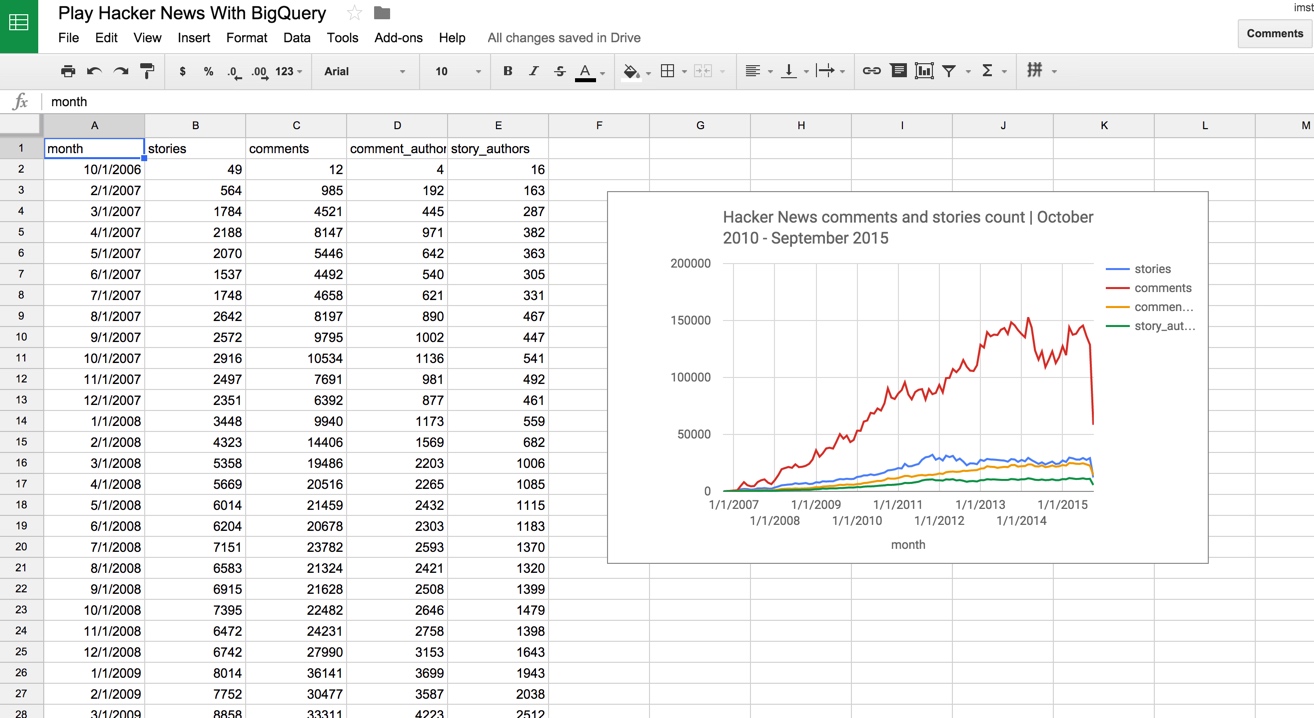 Play Hacker News With BigQuery
imst
File Edit View Insert Format Data Tools Add-ons Help All changes saved in Drive
Comments
$ % .0 .00 123 Arial 10 B I S A Σ 拼
fx month
A B C D E F G H I J K L M
1 month stories comments comment_author story_authors
2 10/1/2006 49 12 4 16
3 2/1/2007 564 985 192 163
4 3/1/2007 1784 4521 445 287
5 4/1/2007 2188 8147 971 382
6 5/1/2007 2070 5446 642 363
7 6/1/2007 1537 4492 540 305
8 7/1/2007 1748 4658 621 331
9 8/1/2007 2642 8197 890 467
10 9/1/2007 2572 9795 1002 447
11 10/1/2007 2916 10534 1136 541
12 11/1/2007 2497 7691 981 492
13 12/1/2007 2351 6392 877 461
14 1/1/2008 3448 9940 1173 559
15 2/1/2008 4323 14406 1569 682
16 3/1/2008 5358 19486 2203 1006
17 4/1/2008 5669 20516 2265 1085
18 5/1/2008 6014 21459 2432 1115
19 6/1/2008 6204 20678 2303 1183
20 7/1/2008 7151 23782 2593 1370
21 8/1/2008 6583 21324 2421 1320
22 9/1/2008 6915 21628 2508 1399
23 10/1/2008 7395 22482 2646 1479
24 11/1/2008 6472 24231 2758 1398
25 12/1/2008 6742 27990 3153 1643
26 1/1/2009 8014 36141 3699 1943
27 2/1/2009 7752 30477 3587 2038
28 3/1/2009 8858 33311 4223 2512
Hacker News comments and stories count | October
2010 - September 2015
200000
150000
100000
50000
0
1/1/2007 1/1/2009 1/1/2011 1/1/2013 1/1/2015
1/1/2008 1/1/2010 1/1/2012 1/1/2014
month
stories
comments
commen...
story_aut...